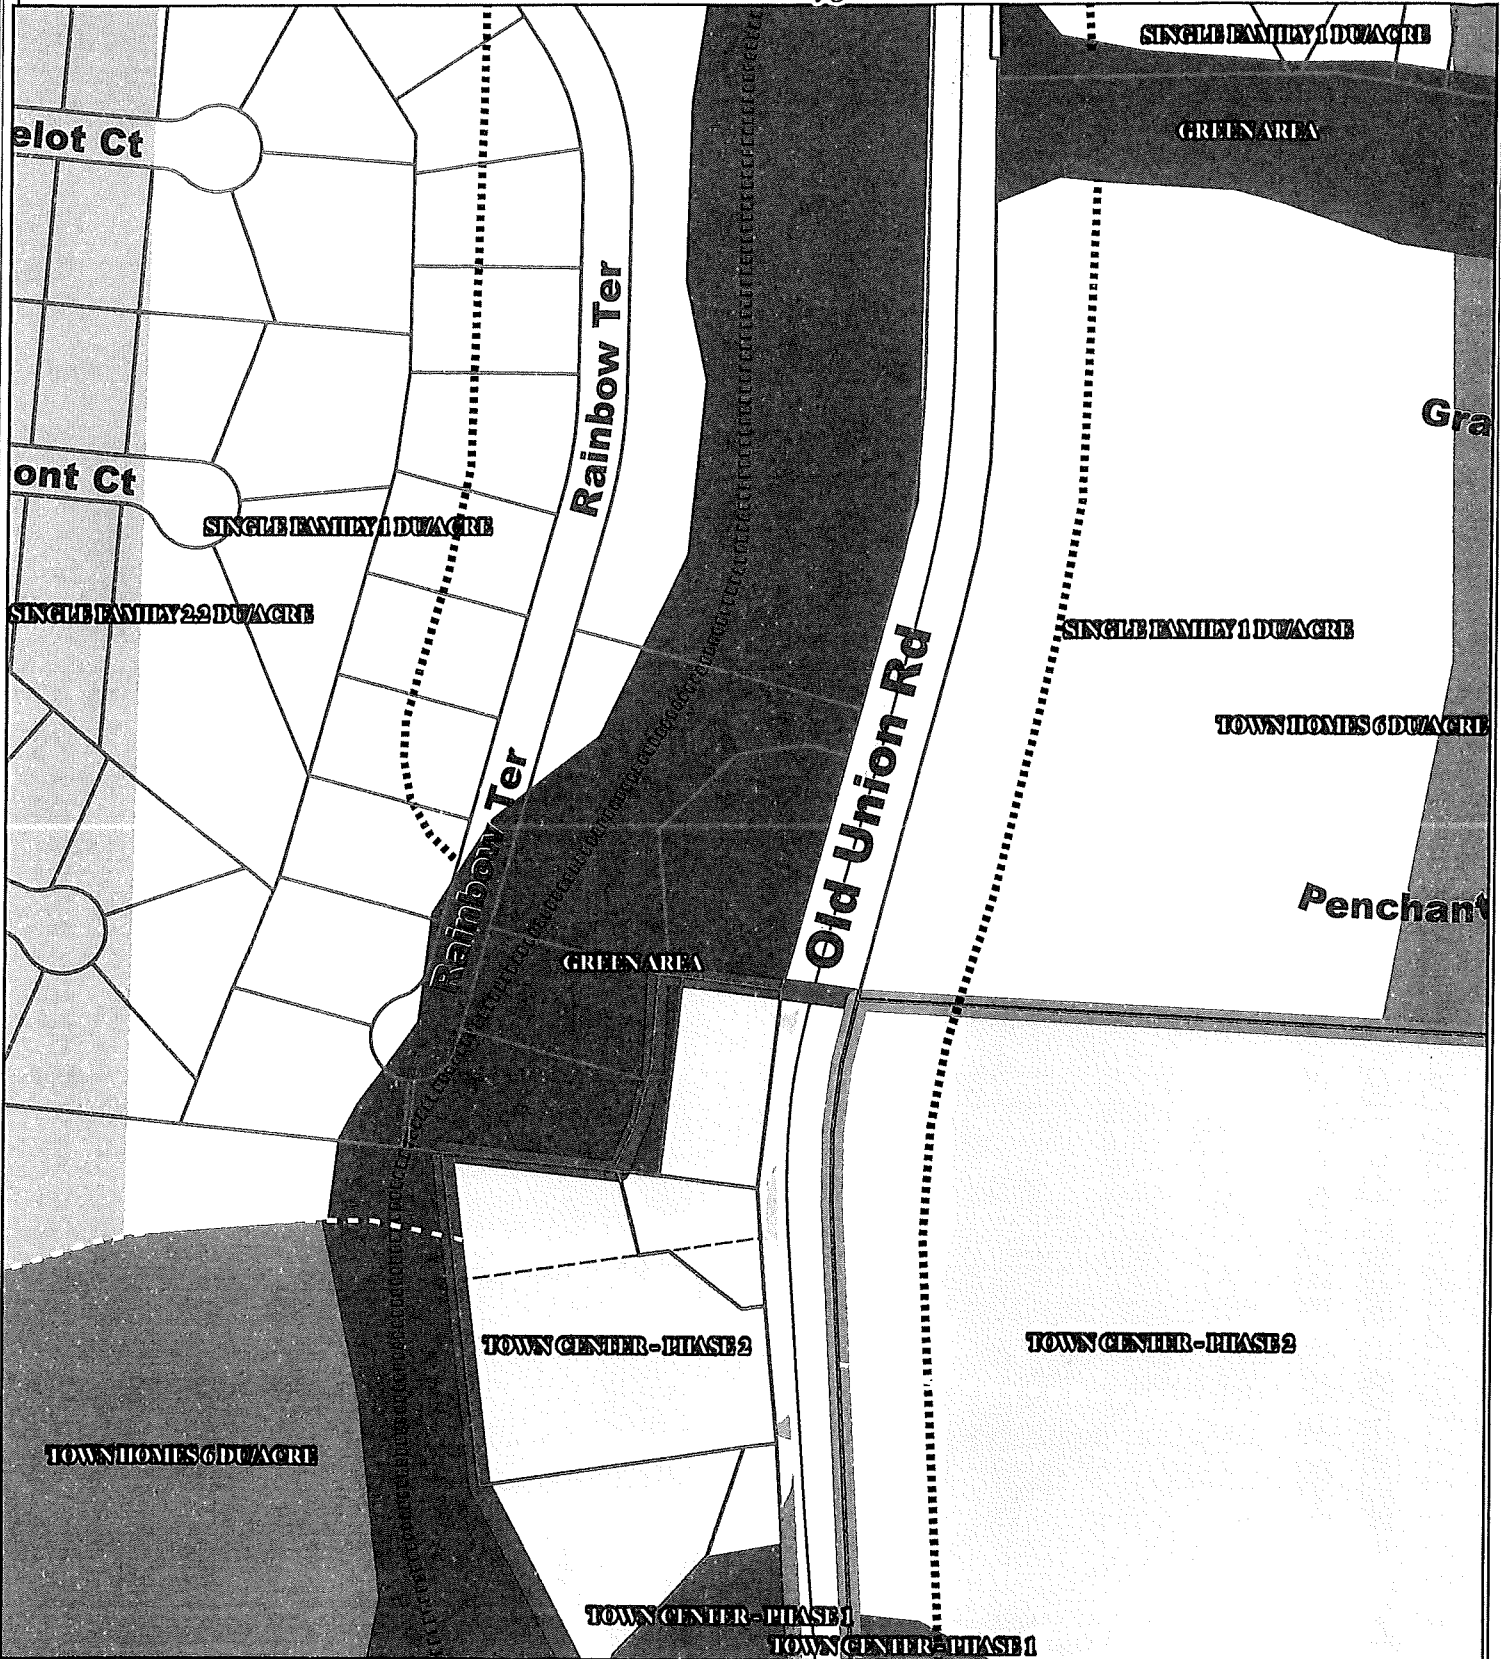 SINGLE FAMILY 1 DU/ACRE
GREEN AREA
elot Ct
Rainbow Ter
Gra
ont Ct
SINGLE FAMILY 1 DU/ACRE
SINGLE FAMILY 2.2 DU/ACRE
SINGLE FAMILY 1 DU/ACRE
TOWN HOMES 6 DU/ACRE
Old Union Rd
Rainbow Ter
Penchant
GREEN AREA
TOWN CENTER - PHASE 2
TOWN CENTER - PHASE 2
TOWN HOMES 6 DU/ACRE
TOWN CENTER - PHASE 1
TOWN CENTER - PHASE 1